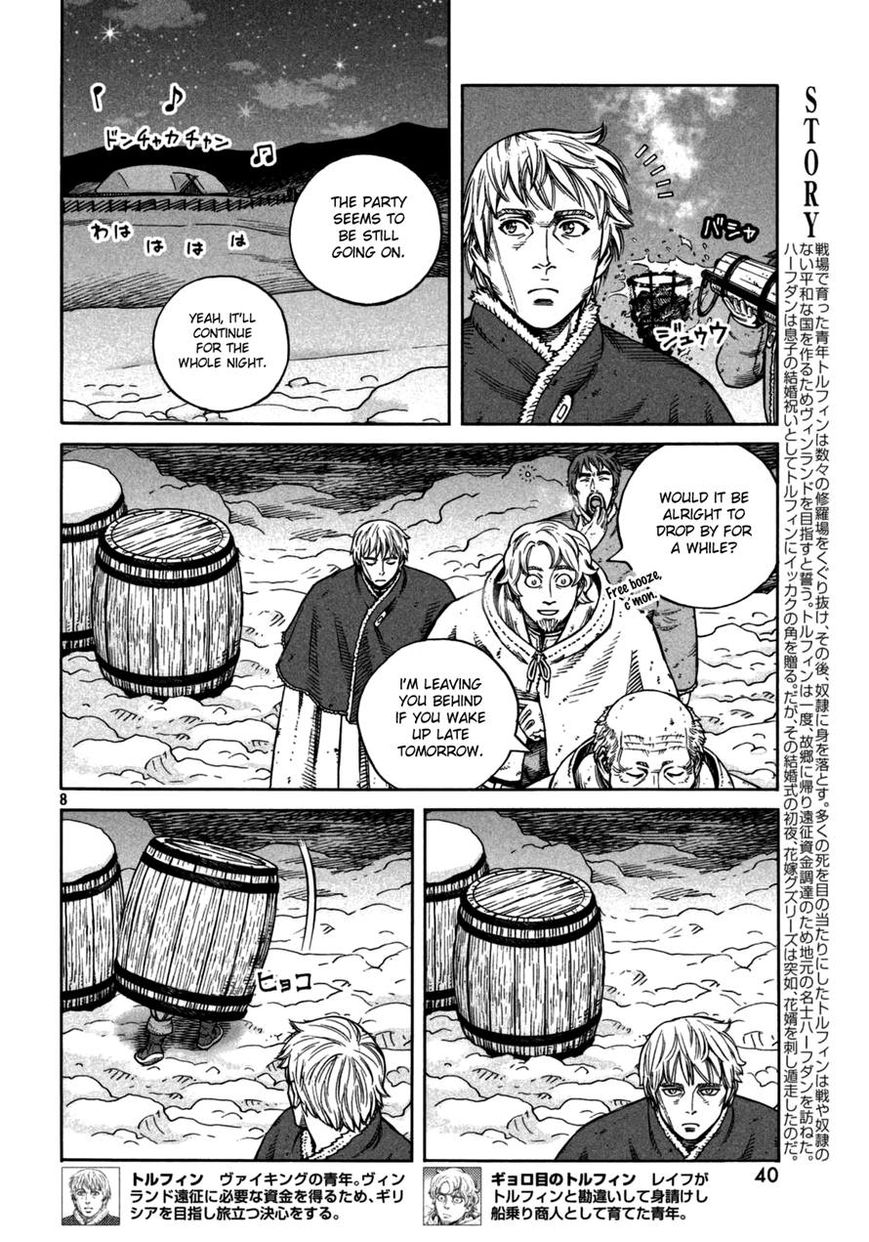 STORY
戦場で育った青年トルフィンは数々の修羅場をくぐり抜け、その後、奴隷に身を落とす。多くの死を目の当たりにしたトルフィンは戦や奴隷の
ない平和な国を作るためヴィンランドを目指すと誓う。トルフィンは一度、故郷に帰り遠征資金調達のため地元の名士ハーフダンを訪ねた。
ハーフダンは息子の結婚祝いとしてトルフィンにイッカクの角を贈る。だが、その結婚式の初夜、花嫁グズリーズは突如、花婿を刺し遁走したのだ。
バシャ
ジュゥゥ
ドンチャカチャン
わは
は
は
は
THE PARTY
SEEMS TO
BE STILL
GOING ON.
YEAH, IT'LL
CONTINUE
FOR THE
WHOLE NIGHT.
WOULD IT BE
ALRIGHT TO
DROP BY FOR
A WHILE?
Free booze,
c'mon.
I'M LEAVING
YOU BEHIND
IF YOU WAKE
UP LATE
TOMORROW.
8
ヒョコ
40
トルフィン ヴァイキングの青年。ヴィン
ランド遠征に必要な資金を得るため、ギリ
シアを目指し旅立つ決心をする。
ギョロ目のトルフィン レイフが
トルフィンと勘違いして身請けし
船乗り商人として育てた青年。